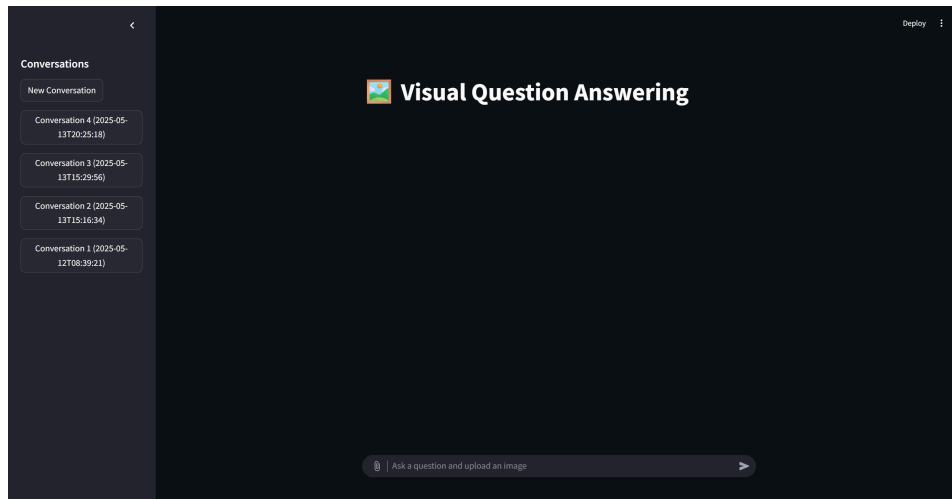 Deploy
Conversations
New Conversation
Conversation 4 (2025-05-
13T20:25:18)
Conversation 3 (2025-05-
13T15:29:56)
Conversation 2 (2025-05-
13T15:16:34)
Conversation 1 (2025-05-
12T08:39:21)
Visual Question Answering
Ask a question and upload an image